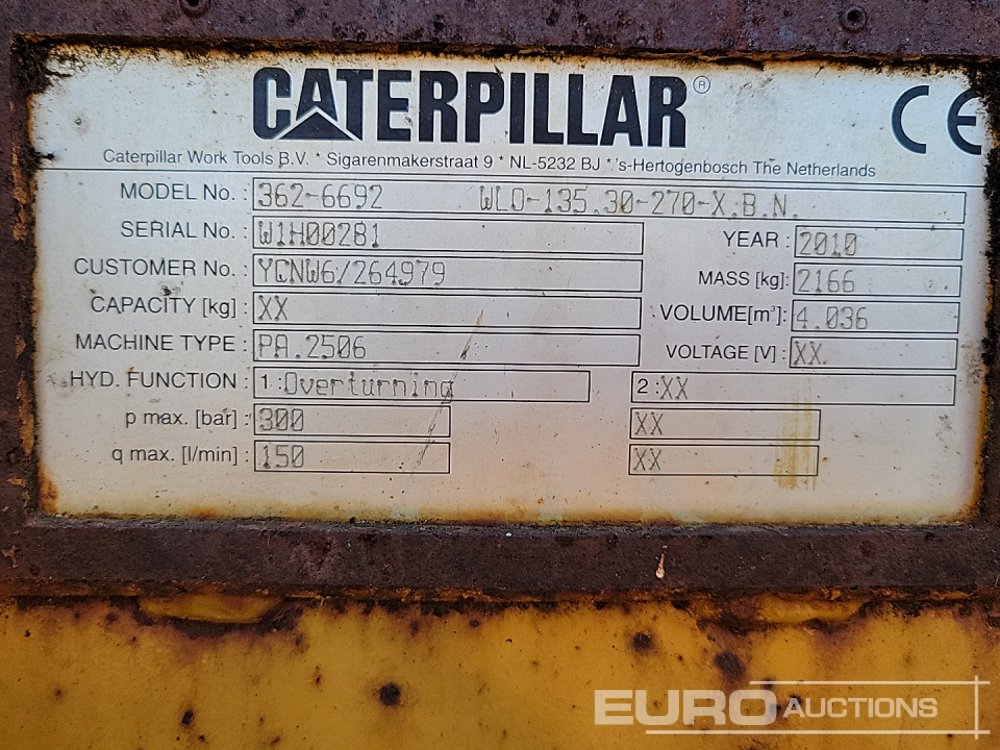 CATERPILLAR® CE
Caterpillar Work Tools B.V. * Sigarenmakerstraat 9 * NL-5232 BJ * 's-Hertogenbosch The Netherlands
MODEL No. : 362-6692 WLO-135.30-270-X.B.N.
SERIAL No. : W1H00281 YEAR : 2010
CUSTOMER No. : YCNW6/264979 MASS [kg]: 2166
CAPACITY [kg] : XX VOLUME[m³]: 4.036
MACHINE TYPE : PA.2506 VOLTAGE [V] : XX
HYD. FUNCTION : 1 :Overturning 2 :XX
p max. [bar] : 300 XX
q max. [l/min] : 150 XX
EURO AUCTIONS